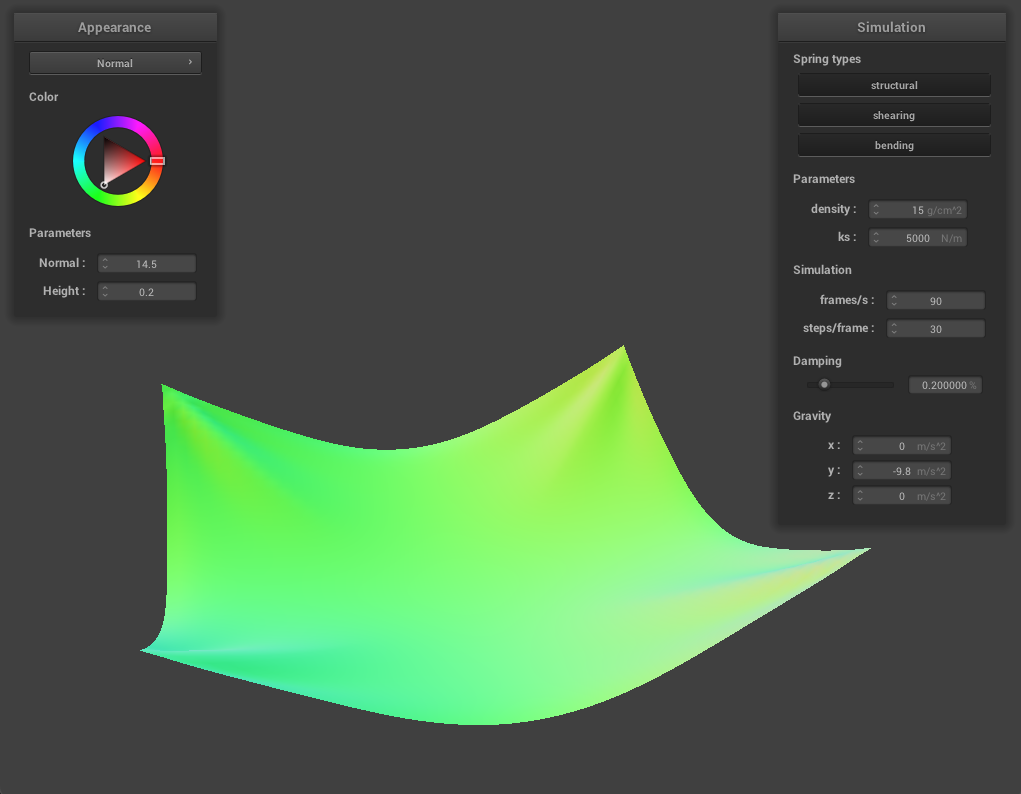 Appearance
Normal ›
Color
Parameters
Normal : 14.5
Height : 0.2
Simulation
Spring types
structural
shearing
bending
Parameters
density : 15 g/cm^2
ks : 5000 N/m
Simulation
frames/s : 90
steps/frame : 30
Damping
0.200000 %
Gravity
x : 0 m/s^2
y : -9.8 m/s^2
z : 0 m/s^2